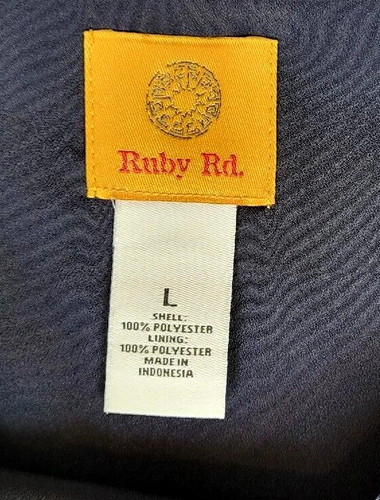 Ruby Rd.
L
SHELL:
100% POLYESTER
LINING:
100% POLYESTER
MADE IN
INDONESIA